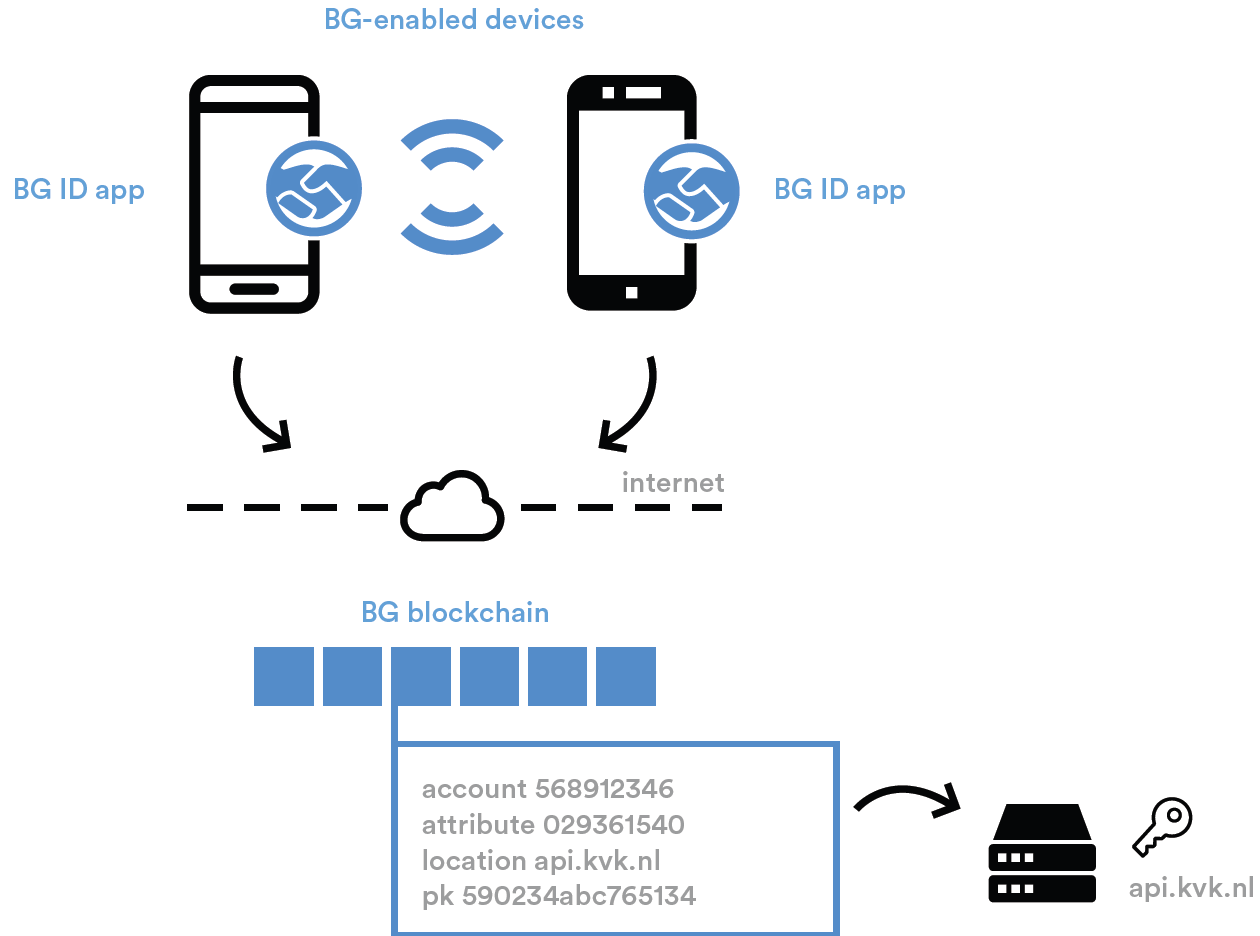 BG-enabled devices
BG ID app
BG ID app
internet
BG blockchain
account 568912346
attribute 029361540
location api.kvk.nl
pk 590234abc765134
api.kvk.nl